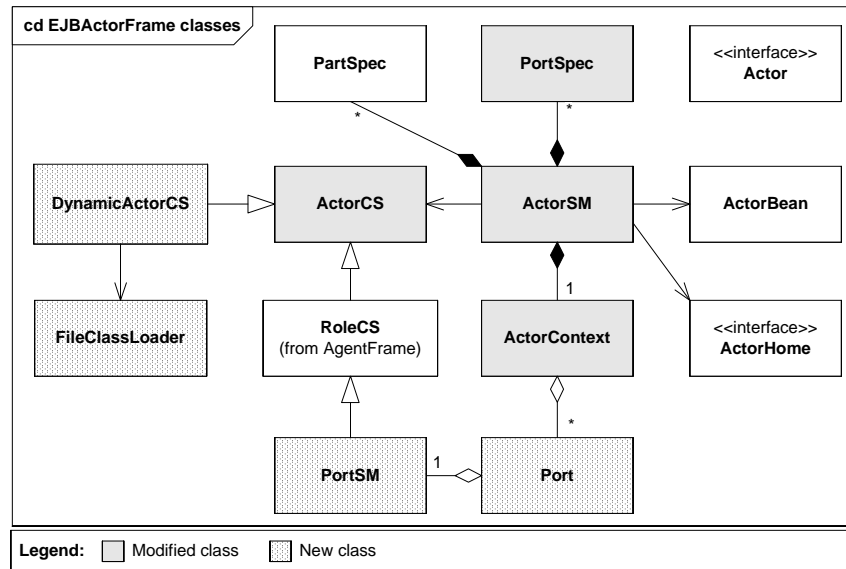 cd EJBActorFrame classes
PartSpec
PortSpec
<<interface>>
Actor
*
*
DynamicActorCS
ActorCS
ActorSM
ActorBean
1
FileClassLoader
RoleCS
(from AgentFrame)
ActorContext
<<interface>>
ActorHome
*
PortSM
1
Port
Legend: Modified class New class